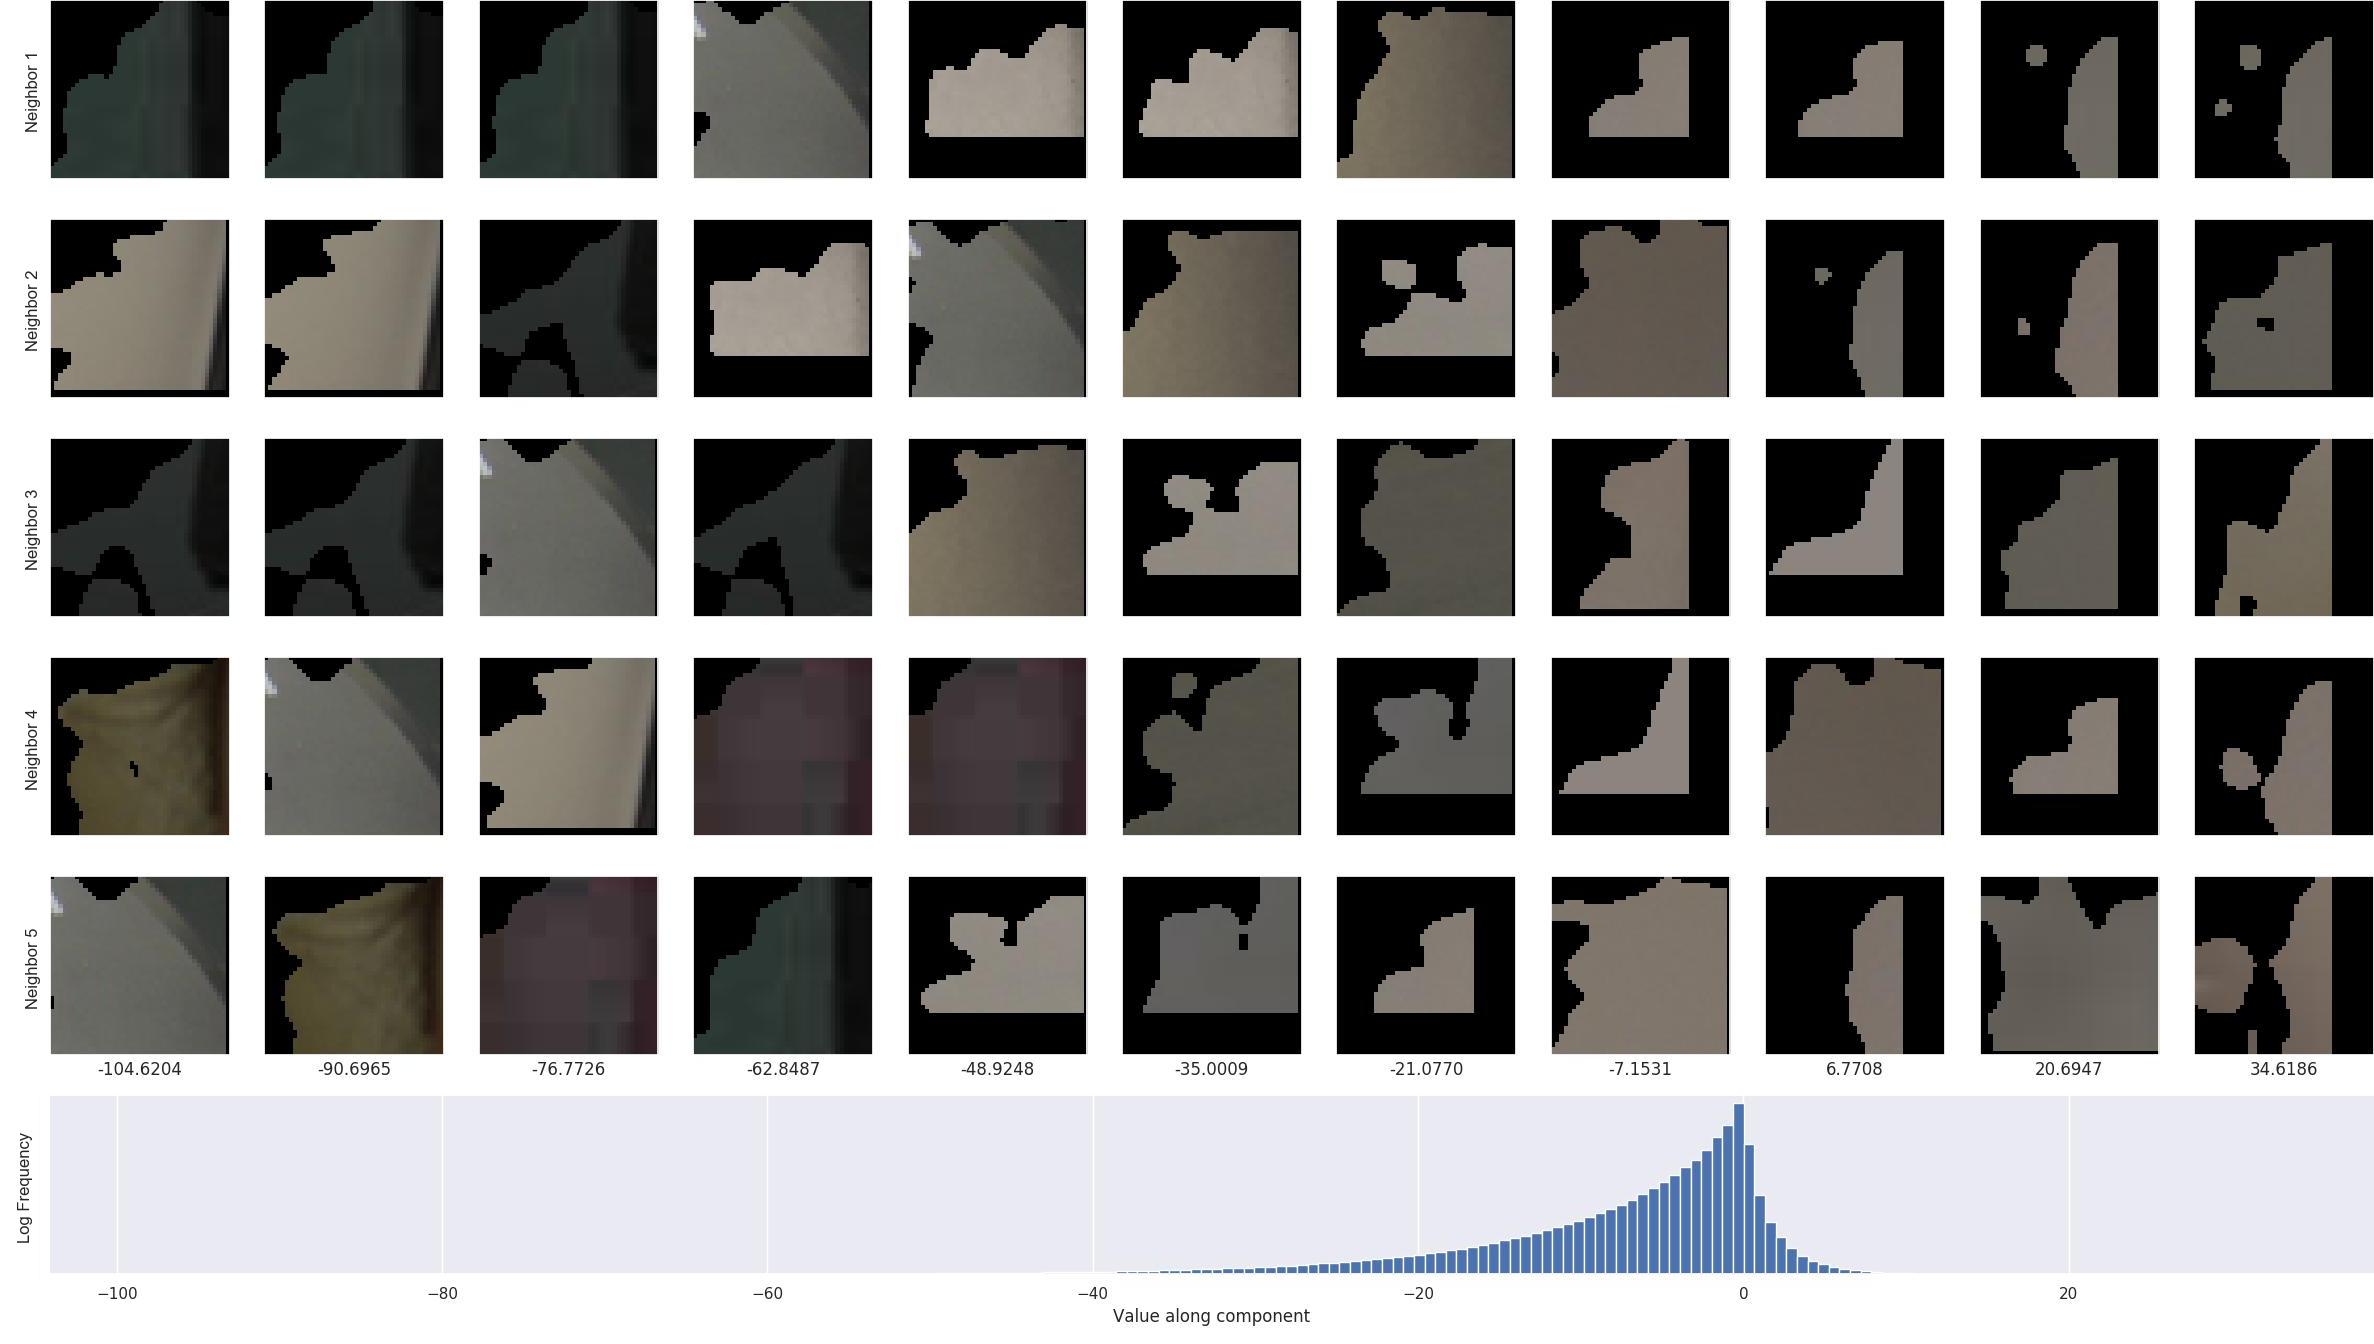 Neighbor 1
Neighbor 2
Neighbor 3
Neighbor 4
Neighbor 5
-104.6204 -90.6965 -76.7726 -62.8487 -48.9248 -35.0009 -21.0770 -7.1531 6.7708 20.6947 34.6186
Log Frequency
−100 −80 −60 −40 −20 0 20
Value along component